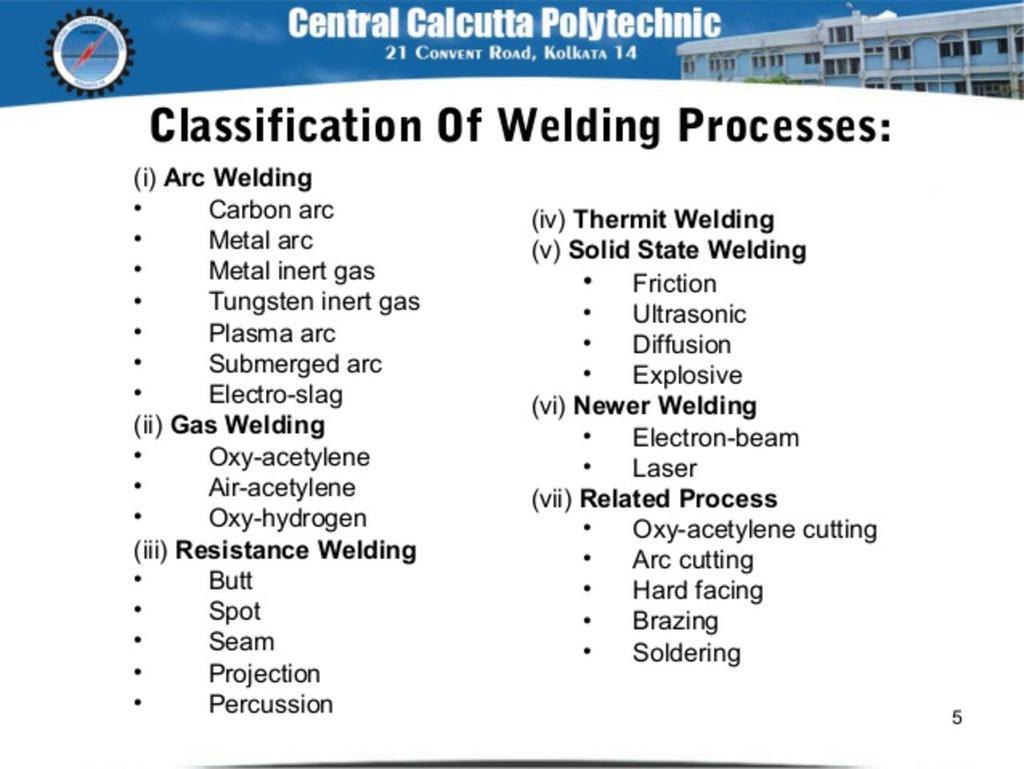 Central Calcutta Polytechnic
21 Convent Road, Kolkata 14
Classification Of Welding Processes:
(i) Arc Welding
• Carbon arc
• Metal arc
• Metal inert gas
• Tungsten inert gas
• Plasma arc
• Submerged arc
• Electro-slag
(ii) Gas Welding
• Oxy-acetylene
• Air-acetylene
• Oxy-hydrogen
(iii) Resistance Welding
• Butt
• Spot
• Seam
• Projection
• Percussion
(iv) Thermit Welding
(v) Solid State Welding
• Friction
• Ultrasonic
• Diffusion
• Explosive
(vi) Newer Welding
• Electron-beam
• Laser
(vii) Related Process
• Oxy-acetylene cutting
• Arc cutting
• Hard facing
• Brazing
• Soldering
5